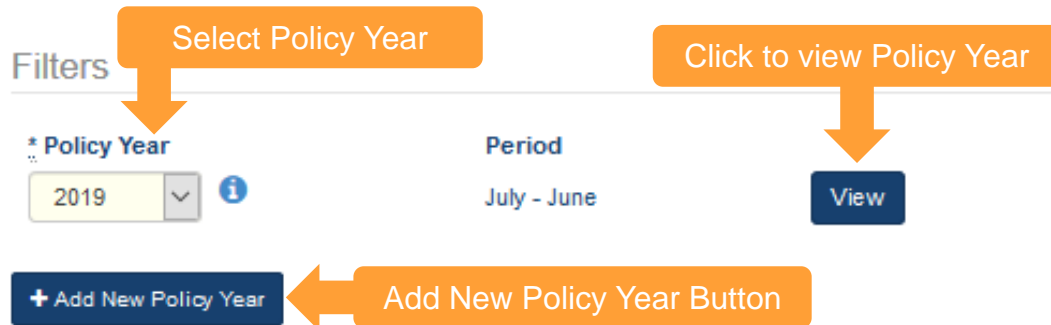 Select Policy Year
Filters
Click to view Policy Year
* Policy Year
Period
2019
July - June
View
+ Add New Policy Year
Add New Policy Year Button